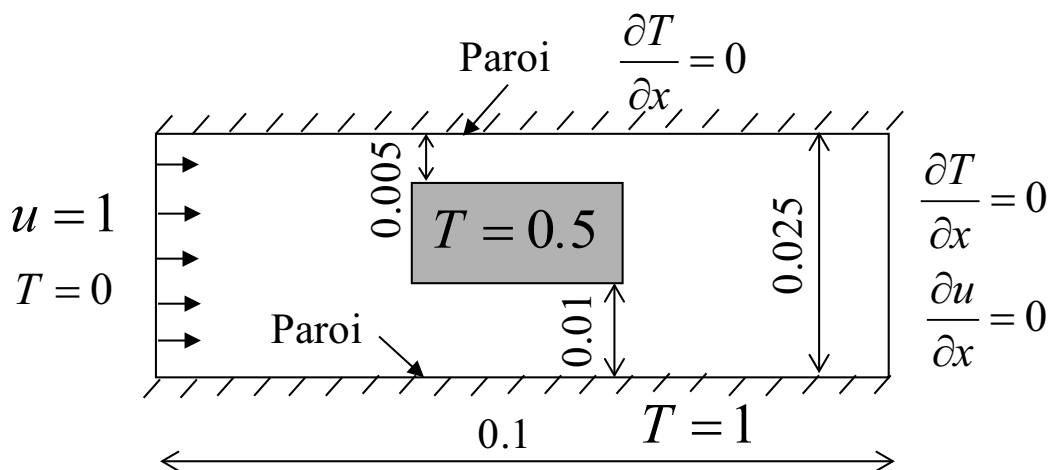 Paroi
∂T/∂x = 0
0.005
u = 1
T = 0
T = 0.5
0.025
∂T/∂x = 0
∂u/∂x = 0
Paroi
0.01
0.1
T = 1